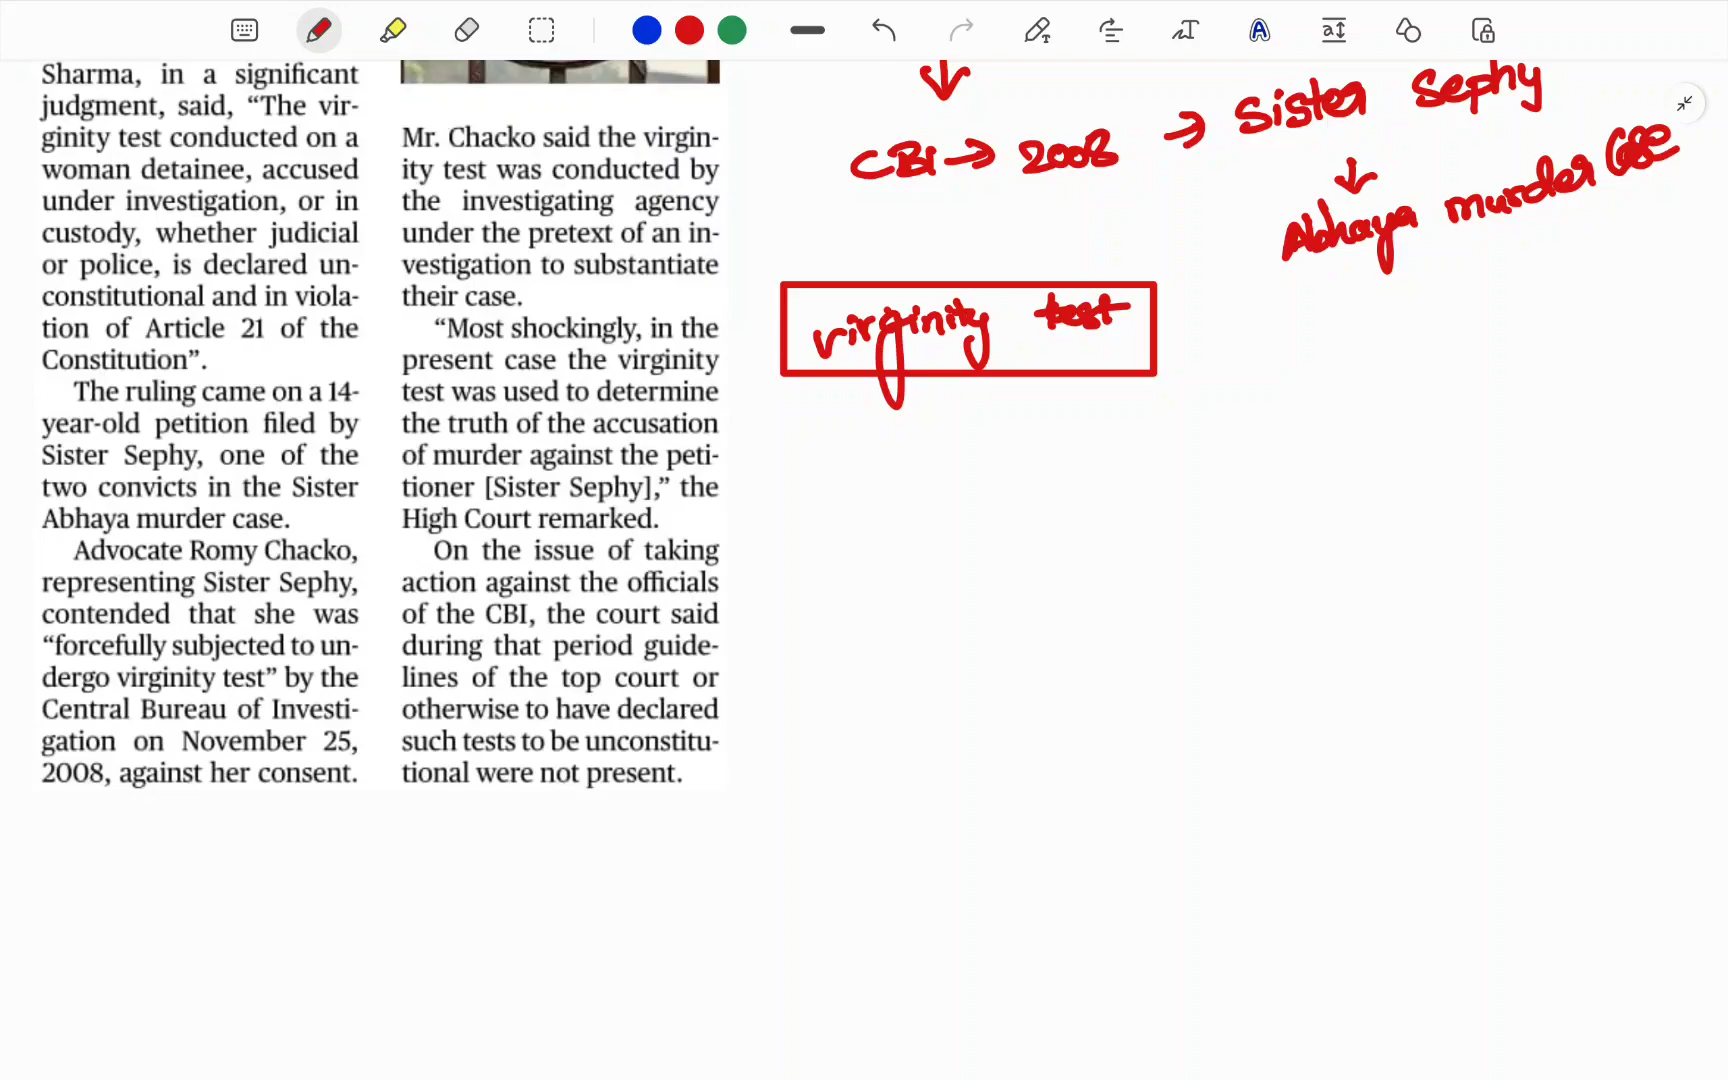 Sharma, in a significant
judgment, said, “The vir-
ginity test conducted on a
woman detainee, accused
under investigation, or in
custody, whether judicial
or police, is declared un-
constitutional and in viola-
tion of Article 21 of the
Constitution”.
The ruling came on a 14-
year-old petition filed by
Sister Sephy, one of the
two convicts in the Sister
Abhaya murder case.
Advocate Romy Chacko,
representing Sister Sephy,
contended that she was
“forcefully subjected to un-
dergo virginity test” by the
Central Bureau of Investi-
gation on November 25,
2008, against her consent.
Mr. Chacko said the virgin-
ity test was conducted by
the investigating agency
under the pretext of an in-
vestigation to substantiate
their case.
“Most shockingly, in the
present case the virginity
test was used to determine
the truth of the accusation
of murder against the peti-
tioner [Sister Sephy],” the
High Court remarked.
On the issue of taking
action against the officials
of the CBI, the court said
during that period guide-
lines of the top court or
otherwise to have declared
such tests to be unconstitu-
tional were not present.
CBI → 2008 → Sister Sephy
Abhaya murder Case
virginity test